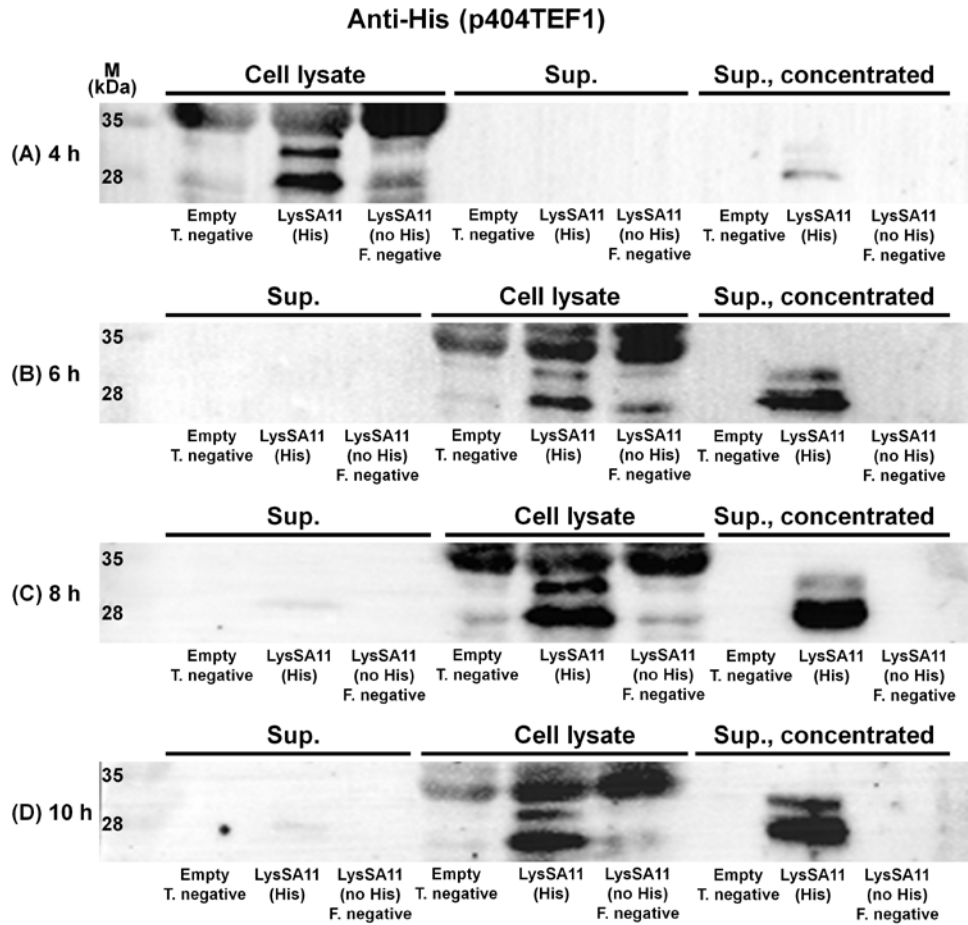 Anti-His (p404TEF1)
M
(kDa)
Cell lysate Sup. Sup., concentrated
(A) 4 h
35
28
Empty LysSA11 LysSA11 Empty LysSA11 LysSA11 Empty LysSA11 LysSA11
T. negative (His) (no His) T. negative (His) (no His) T. negative (His) (no His)
F. negative F. negative F. negative
Sup. Cell lysate Sup., concentrated
(B) 6 h
35
28
Empty LysSA11 LysSA11 Empty LysSA11 LysSA11 Empty LysSA11 LysSA11
T. negative (His) (no His) T. negative (His) (no His) T. negative (His) (no His)
F. negative F. negative F. negative
Sup. Cell lysate Sup., concentrated
(C) 8 h
35
28
Empty LysSA11 LysSA11 Empty LysSA11 LysSA11 Empty LysSA11 LysSA11
T. negative (His) (no His) T. negative (His) (no His) T. negative (His) (no His)
F. negative F. negative F. negative
Sup. Cell lysate Sup., concentrated
(D) 10 h
35
28
Empty LysSA11 LysSA11 Empty LysSA11 LysSA11 Empty LysSA11 LysSA11
T. negative (His) (no His) T. negative (His) (no His) T. negative (His) (no His)
F. negative F. negative F. negative